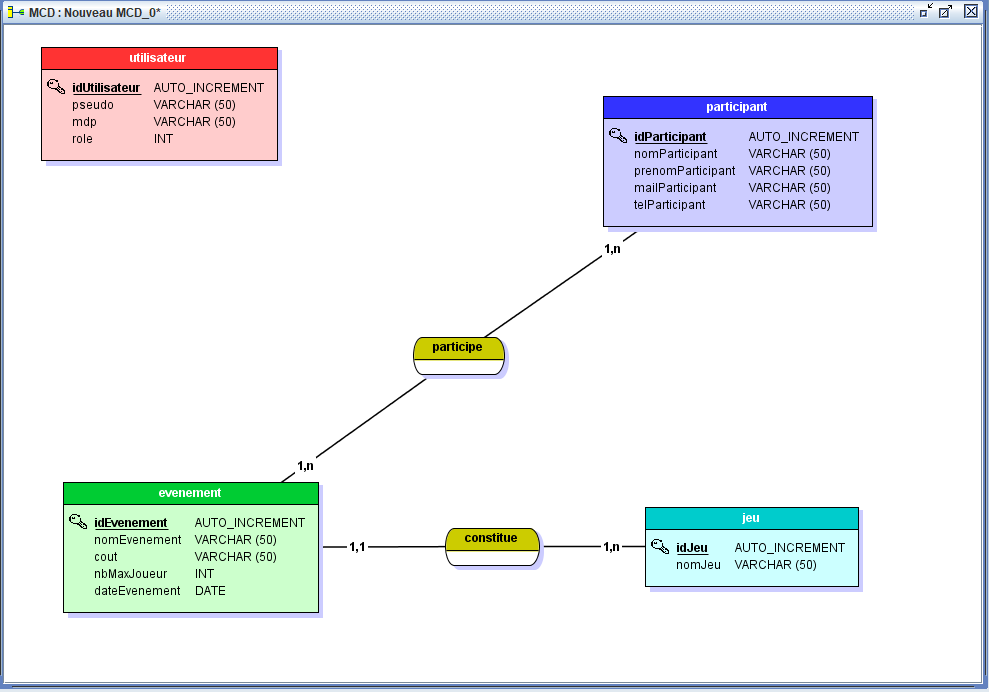 MCD : Nouveau MCD_0*
utilisateur
idUtilisateur AUTO_INCREMENT
pseudo VARCHAR (50)
mdp VARCHAR (50)
role INT
participant
idParticipant AUTO_INCREMENT
nomParticipant VARCHAR (50)
prenomParticipant VARCHAR (50)
mailParticipant VARCHAR (50)
telParticipant VARCHAR (50)
1,n
participe
1,n
evenement
idEvenement AUTO_INCREMENT
nomEvenement VARCHAR (50)
cout VARCHAR (50)
nbMaxJoueur INT
dateEvenement DATE
1,1
constitue
1,n
jeu
idJeu AUTO_INCREMENT
nomJeu VARCHAR (50)